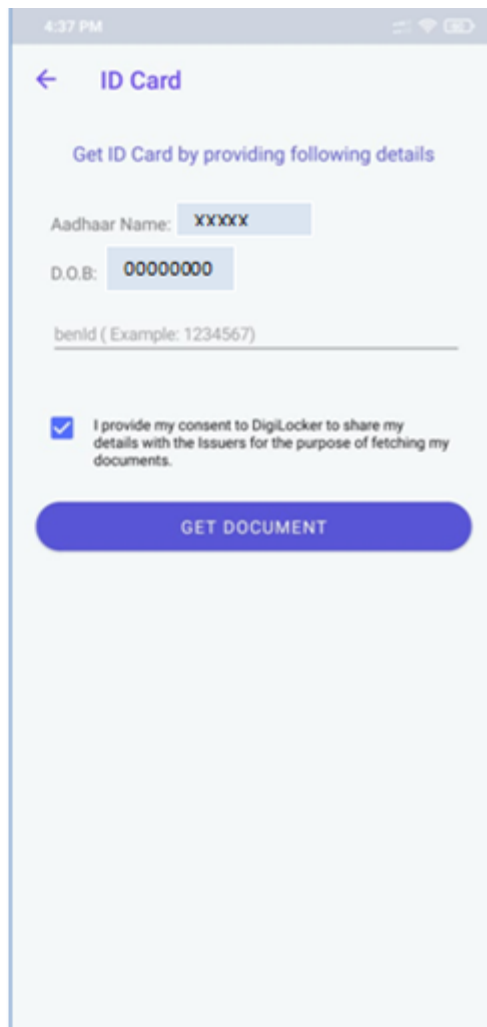 4:37 PM
ID Card
Get ID Card by providing following details
Aadhaar Name: XXXXX
D.O.B: 00000000
benId ( Example: 1234567)
I provide my consent to DigiLocker to share my
details with the Issuers for the purpose of fetching my
documents.
GET DOCUMENT